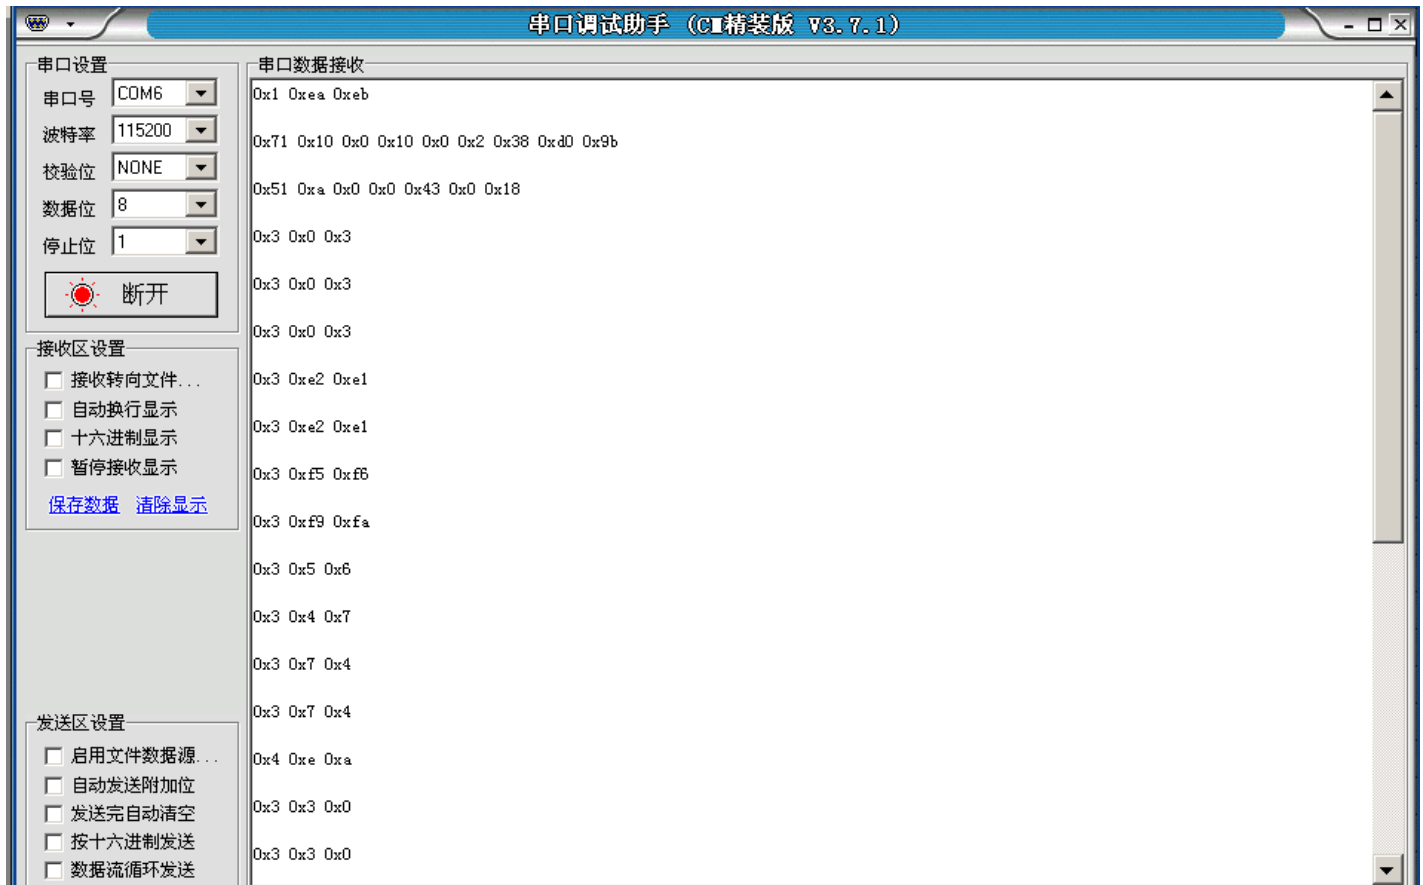 串口调试助手 (CM精装版 V3.7.1)
串口设置
串口号 COM6
波特率 115200
校验位 NONE
数据位 8
停止位 1
断开
接收区设置
接收转向文件...
自动换行显示
十六进制显示
暂停接收显示
保存数据 清除显示
发送区设置
启用文件数据源...
自动发送附加位
发送完自动清空
按十六进制发送
数据流循环发送
串口数据接收
0x1 0xea 0xeb
0x71 0x10 0x0 0x10 0x0 0x2 0x38 0xd0 0x9b
0x51 0xa 0x0 0x0 0x43 0x0 0x18
0x3 0x0 0x3
0x3 0x0 0x3
0x3 0x0 0x3
0x3 0xe2 0xe1
0x3 0xe2 0xe1
0x3 0xf5 0xf6
0x3 0xf9 0xfa
0x3 0x5 0x6
0x3 0x4 0x7
0x3 0x7 0x4
0x3 0x7 0x4
0x4 0xe 0xa
0x3 0x3 0x0
0x3 0x3 0x0